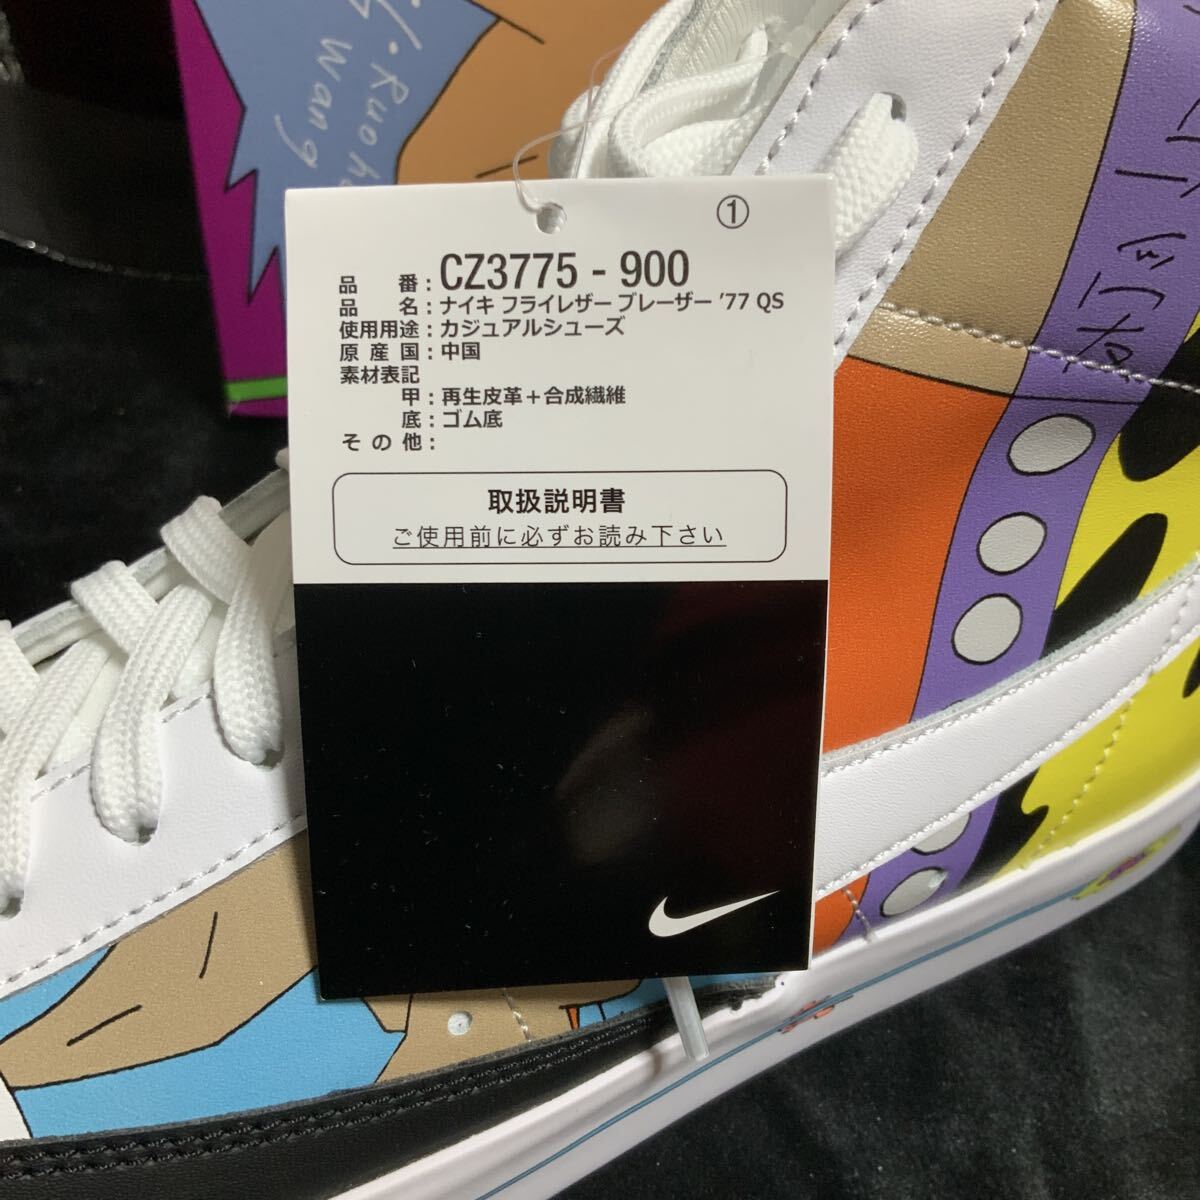 Wang
①
品 番：CZ3775 - 900
品 名：ナイキ フライレザー ブレーザー '77 QS
使用用途：カジュアルシューズ
原 産 国：中国
素材表記
甲：再生皮革＋合成繊維
底：ゴム底
そ の 他：
取扱説明書
ご使用前に必ずお読み下さい